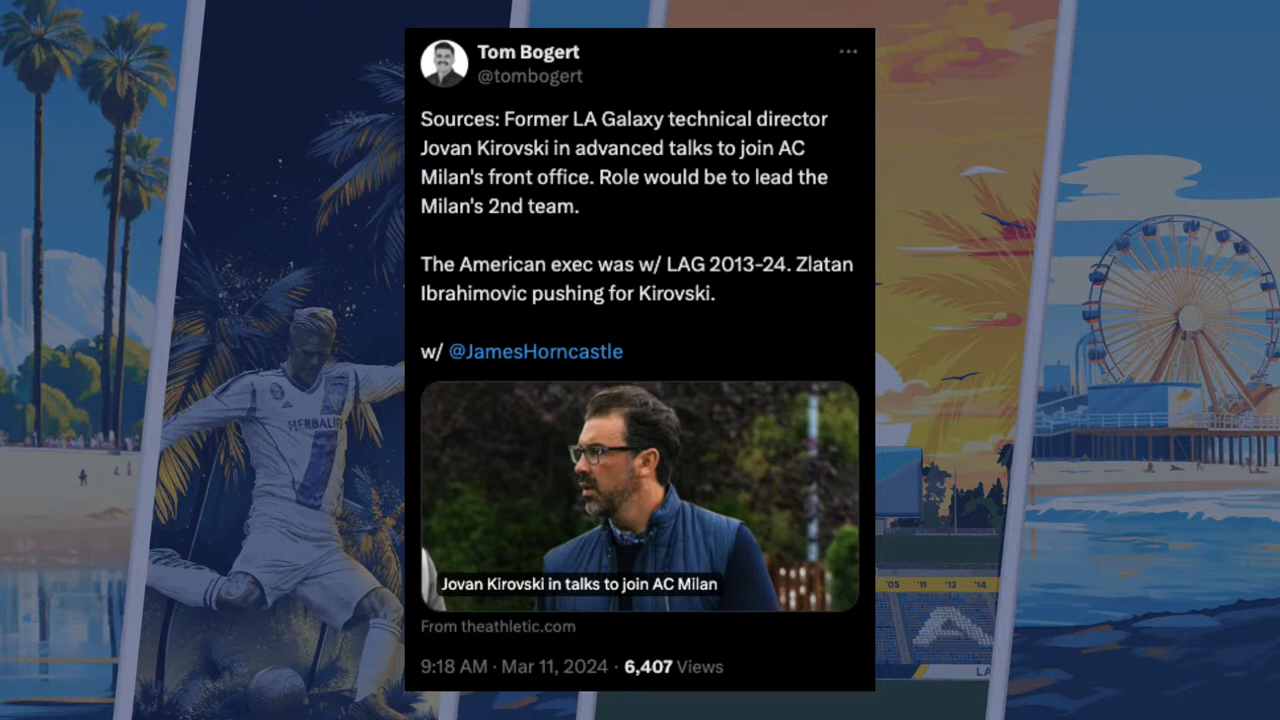 Tom Bogert
@tombogert
Sources: Former LA Galaxy technical director
Jovan Kirovski in advanced talks to join AC
Milan's front office. Role would be to lead the
Milan's 2nd team.
The American exec was w/ LAG 2013-24. Zlatan
Ibrahimovic pushing for Kirovski.
w/ @JamesHorncastle
Jovan Kirovski in talks to join AC Milan
From theathletic.com
9:18 AM · Mar 11, 2024 · 6,407 Views
'05 '11 '12 '14
LA